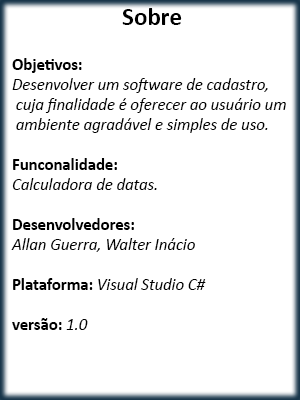 Sobre
Objetivos:
Desenvolver um software de cadastro,
cuja finalidade é oferecer ao usuário um
ambiente agradável e simples de uso.
Funconalidade:
Calculadora de datas.
Desenvolvedores:
Allan Guerra, Walter Inácio
Plataforma: Visual Studio C#
versão: 1.0